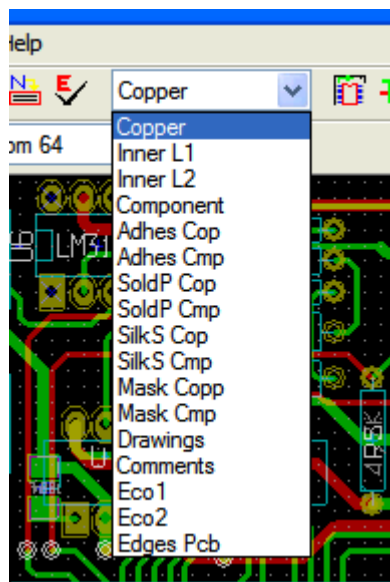 Help
N E Copper
om 64
Copper
Inner L1
Inner L2
Component
Adhes Cop
Adhes Cmp
SoldP Cop
SoldP Cmp
SilkS Cop
SilkS Cmp
Mask Copp
Mask Cmp
Drawings
Comments
Eco1
Eco2
Edges Pcb
LM31
4R5K